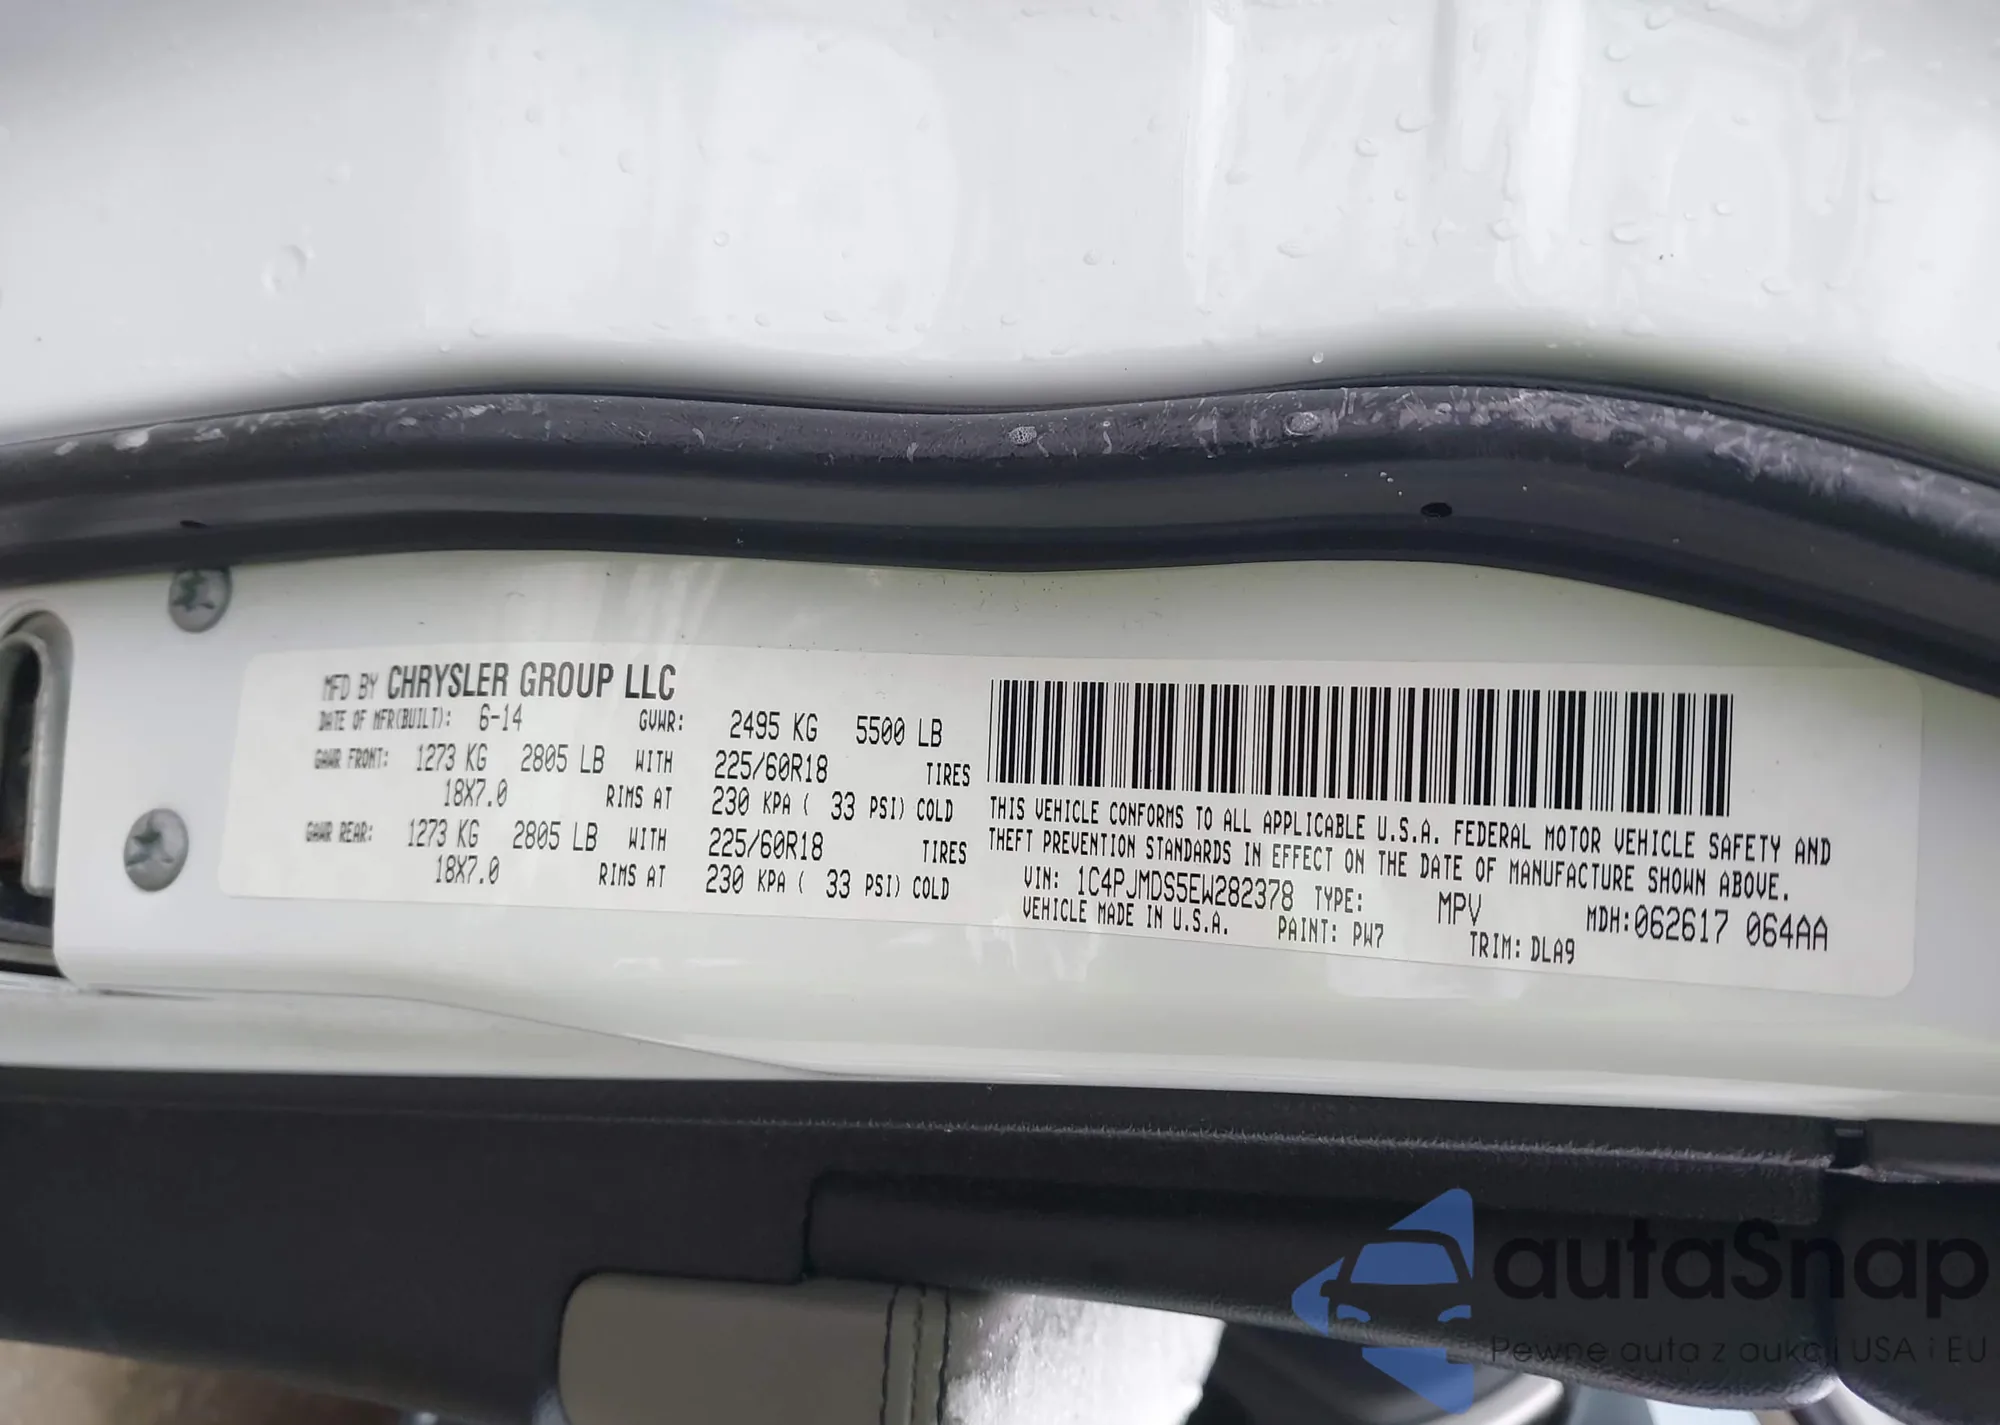 MFD BY CHRYSLER GROUP LLC
DATE OF MFR(BUILT): 6-14 GVWR: 2495 KG 5500 LB
GAWR FRONT: 1273 KG 2805 LB WITH 225/60R18 TIRES
18X7.0 RIMS AT 230 KPA ( 33 PSI) COLD
GAWR REAR: 1273 KG 2805 LB WITH 225/60R18 TIRES
18X7.0 RIMS AT 230 KPA ( 33 PSI) COLD
THIS VEHICLE CONFORMS TO ALL APPLICABLE U.S.A. FEDERAL MOTOR VEHICLE SAFETY AND
THEFT PREVENTION STANDARDS IN EFFECT ON THE DATE OF MANUFACTURE SHOWN ABOVE.
VIN: 1C4PJMDS5EW282378 TYPE: MPV MDH:062617 064AA
VEHICLE MADE IN U.S.A. PAINT: PW7 TRIM: DLA9
autaSnap
Pewne auta z aukcji USA i EU